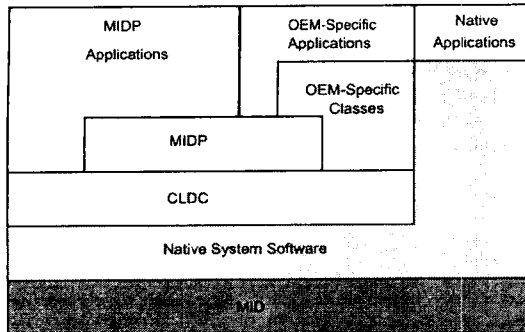 MIDP
Applications
OEM-Specific
Applications
Native
Applications
OEM-Specific
Classes
MIDP
CLDC
Native System Software
MID